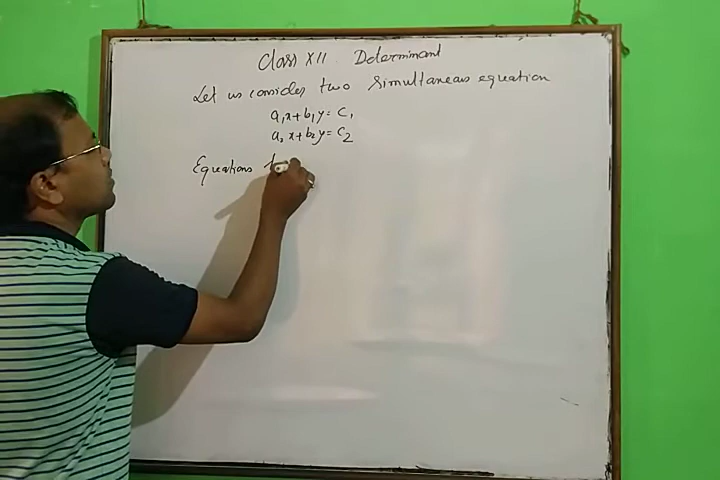 Class XII Determinant
Let us consider two Simultaneous equation
a₁x+b₁y= C₁
a₂x+b₂y= C₂
Equations